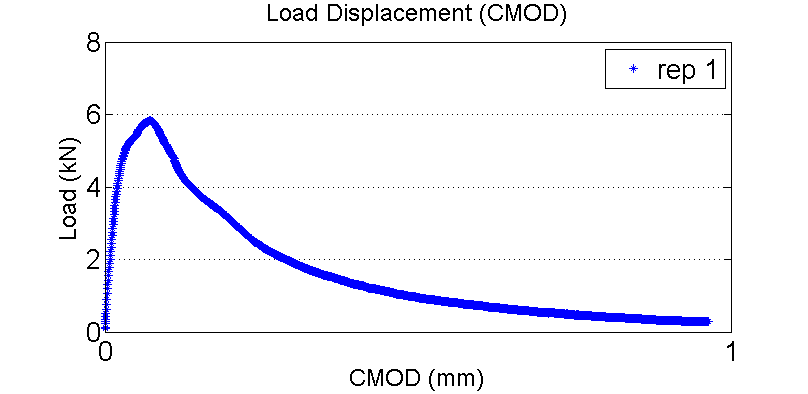 Load Displacement (CMOD)
8
rep 1
6
4
2
0
Load (kN)
0
1
CMOD (mm)